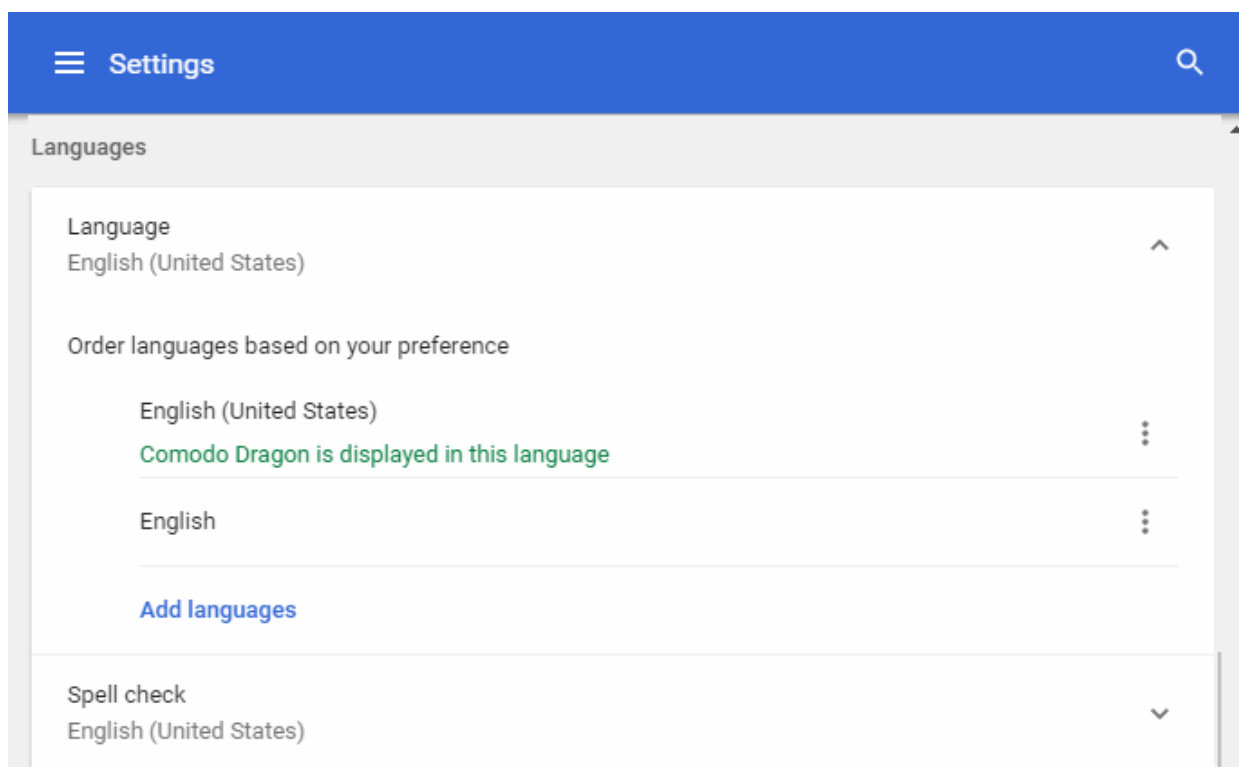 Settings
Languages
Language
English (United States)
Order languages based on your preference
English (United States)
Comodo Dragon is displayed in this language
English
Add languages
Spell check
English (United States)